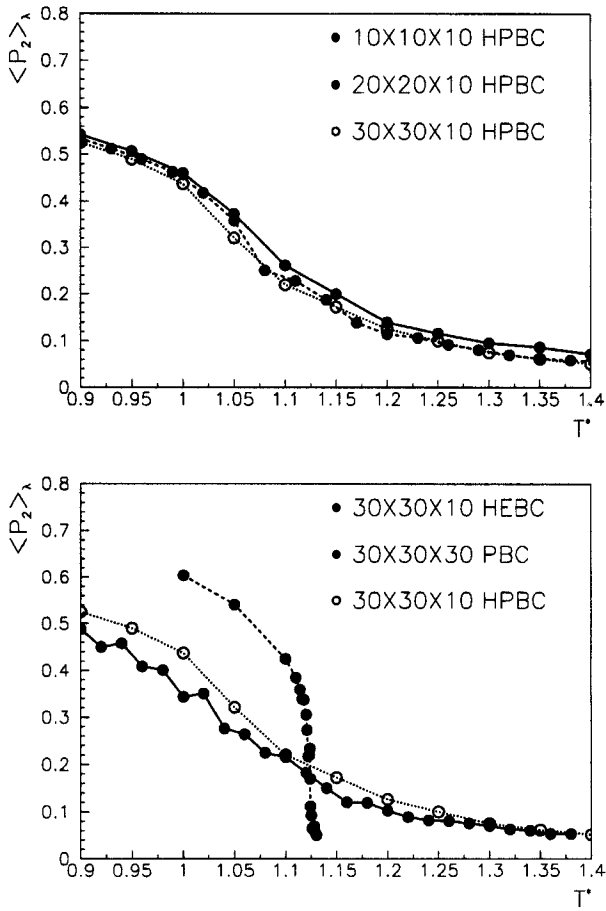 <P₂>λ
0.8
0.7
0.6
0.5
0.4
0.3
0.2
0.1
0
● 10X10X10 HPBC
● 20X20X10 HPBC
○ 30X30X10 HPBC
0.9 0.95 1 1.05 1.1 1.15 1.2 1.25 1.3 1.35 1.4
T*
<P₂>λ
0.8
0.7
0.6
0.5
0.4
0.3
0.2
0.1
0
● 30X30X10 HEBC
● 30X30X30 PBC
○ 30X30X10 HPBC
0.9 0.95 1 1.05 1.1 1.15 1.2 1.25 1.3 1.35 1.4
T*